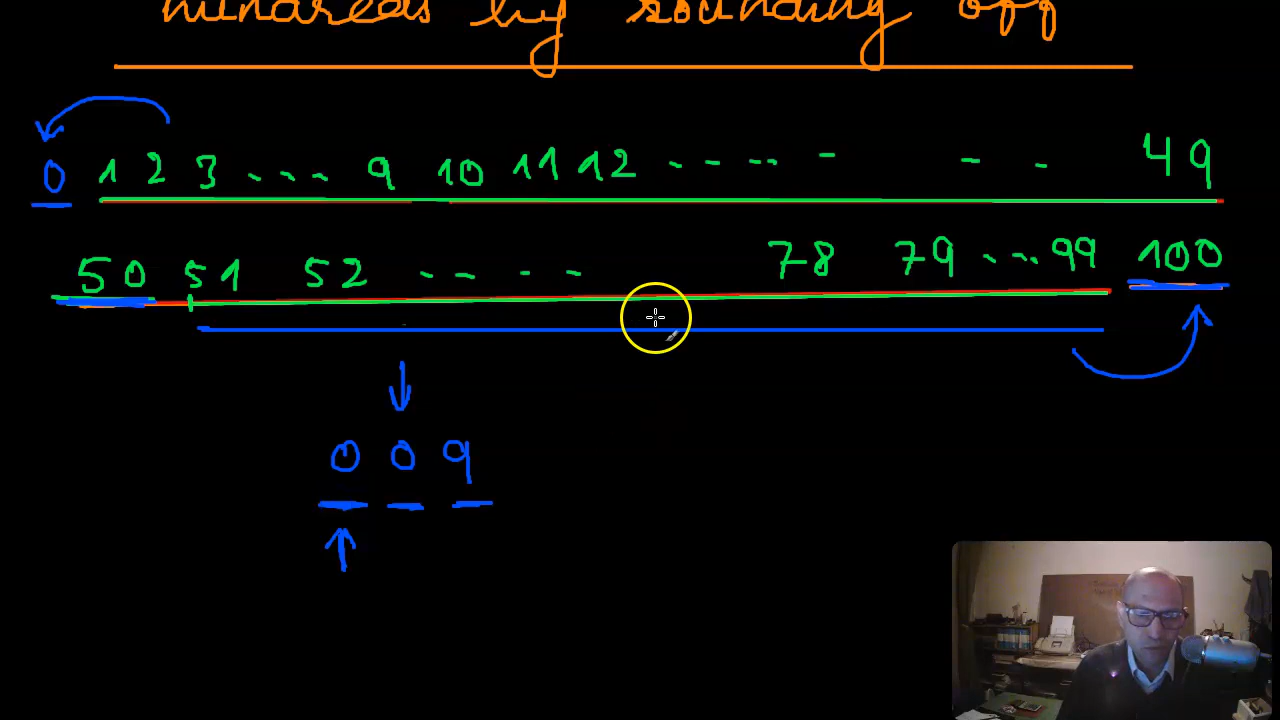 hundreds by rounding off
0 1 2 3 ... 9 10 11 12 - - - - - - 49
50 51 52 - - - - 78 79 ... 99 100
0 0 9